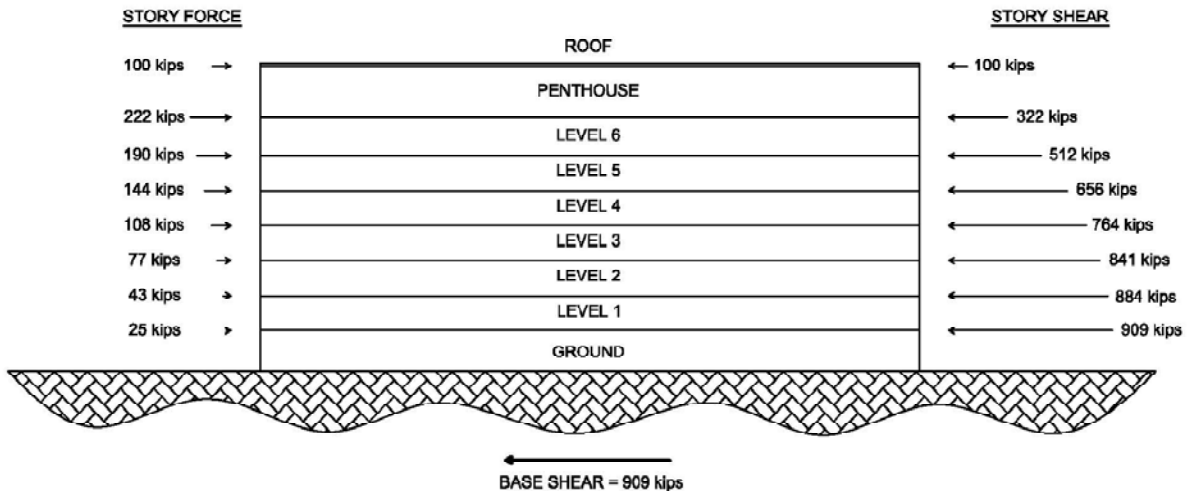 STORY FORCE
STORY SHEAR
ROOF
100 kips
100 kips
PENTHOUSE
222 kips
322 kips
LEVEL 6
190 kips
512 kips
LEVEL 5
144 kips
656 kips
LEVEL 4
108 kips
764 kips
LEVEL 3
77 kips
841 kips
LEVEL 2
43 kips
884 kips
LEVEL 1
25 kips
909 kips
GROUND
BASE SHEAR = 909 kips